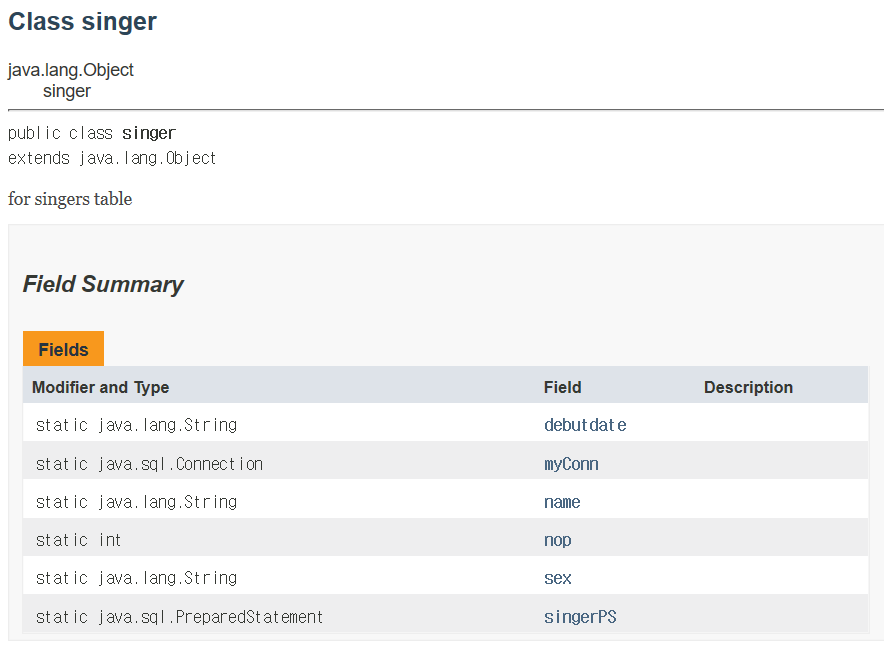 Class singer
java.lang.Object
singer
public class singer
extends java.lang.Object
for singers table
Field Summary
Fields
Modifier and Type Field Description
static java.lang.String debutdate
static java.sql.Connection myConn
static java.lang.String name
static int nop
static java.lang.String sex
static java.sql.PreparedStatement singerPS